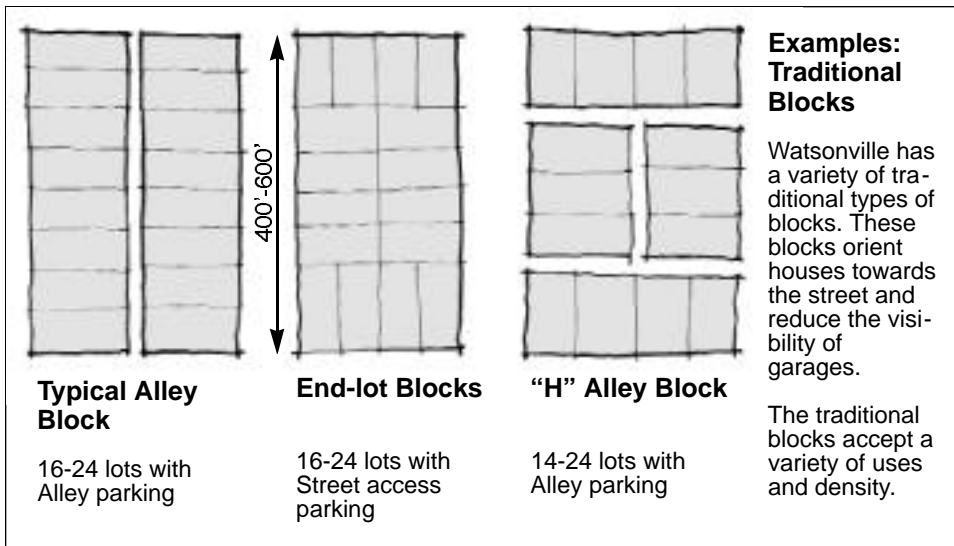 400'-600'
Typical Alley
Block
16-24 lots with
Alley parking
End-lot Blocks
16-24 lots with
Street access
parking
“H” Alley Block
14-24 lots with
Alley parking
Examples:
Traditional
Blocks
Watsonville has
a variety of tra-
ditional types of
blocks. These
blocks orient
houses towards
the street and
reduce the visi-
bility of
garages.
The traditional
blocks accept a
variety of uses
and density.